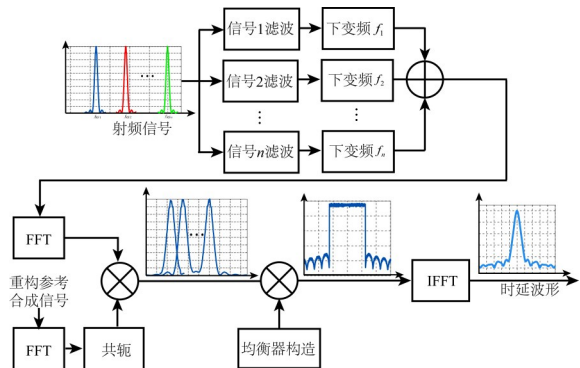 信号1滤波
下变频 f₁
信号2滤波
下变频 f₂
射频信号
信号n滤波
下变频 fₙ
FFT
重构参考
合成信号
FFT
共轭
均衡器构造
IFFT
时延波形